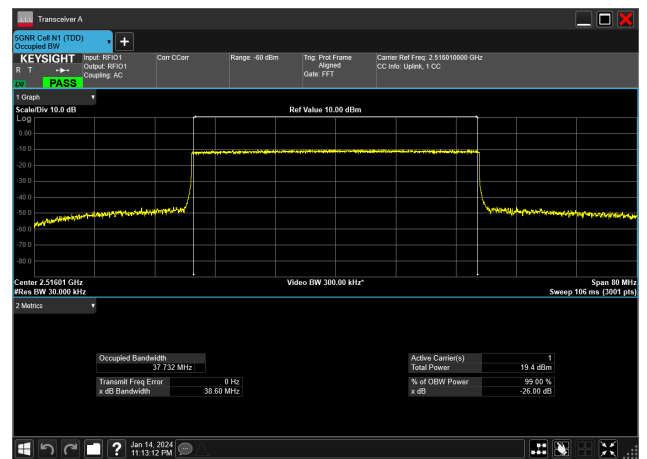 Transceiver A
5GNR Cell N1 (TDD)
Occupied BW
KEYSIGHT
R T
PASS
Input: RFIO1
Output: RFIO1
Coupling: AC
Corr CCorr
Range: -60 dBm
Trig: Prot Frame
Aligned
Gate: FFT
Carrier Ref Freq: 2.516010000 GHz
CC Info: Uplink, 1 CC
1 Graph
Scale/Div 10.0 dB
Ref Value 10.00 dBm
Log
0.00
-10.0
-20.0
-30.0
-40.0
-50.0
-60.0
-70.0
-80.0
Center 2.51601 GHz
Video BW 300.00 kHz*
Span 80 MHz
#Res BW 30.000 kHz
Sweep 106 ms (3001 pts)
2 Metrics
Occupied Bandwidth
37.732 MHz
Transmit Freq Error 0 Hz
x dB Bandwidth 38.60 MHz
Active Carrier(s) 1
Total Power 19.4 dBm
% of OBW Power 99.00 %
x dB -26.00 dB
?
Jan 14, 2024
11:13:12 PM